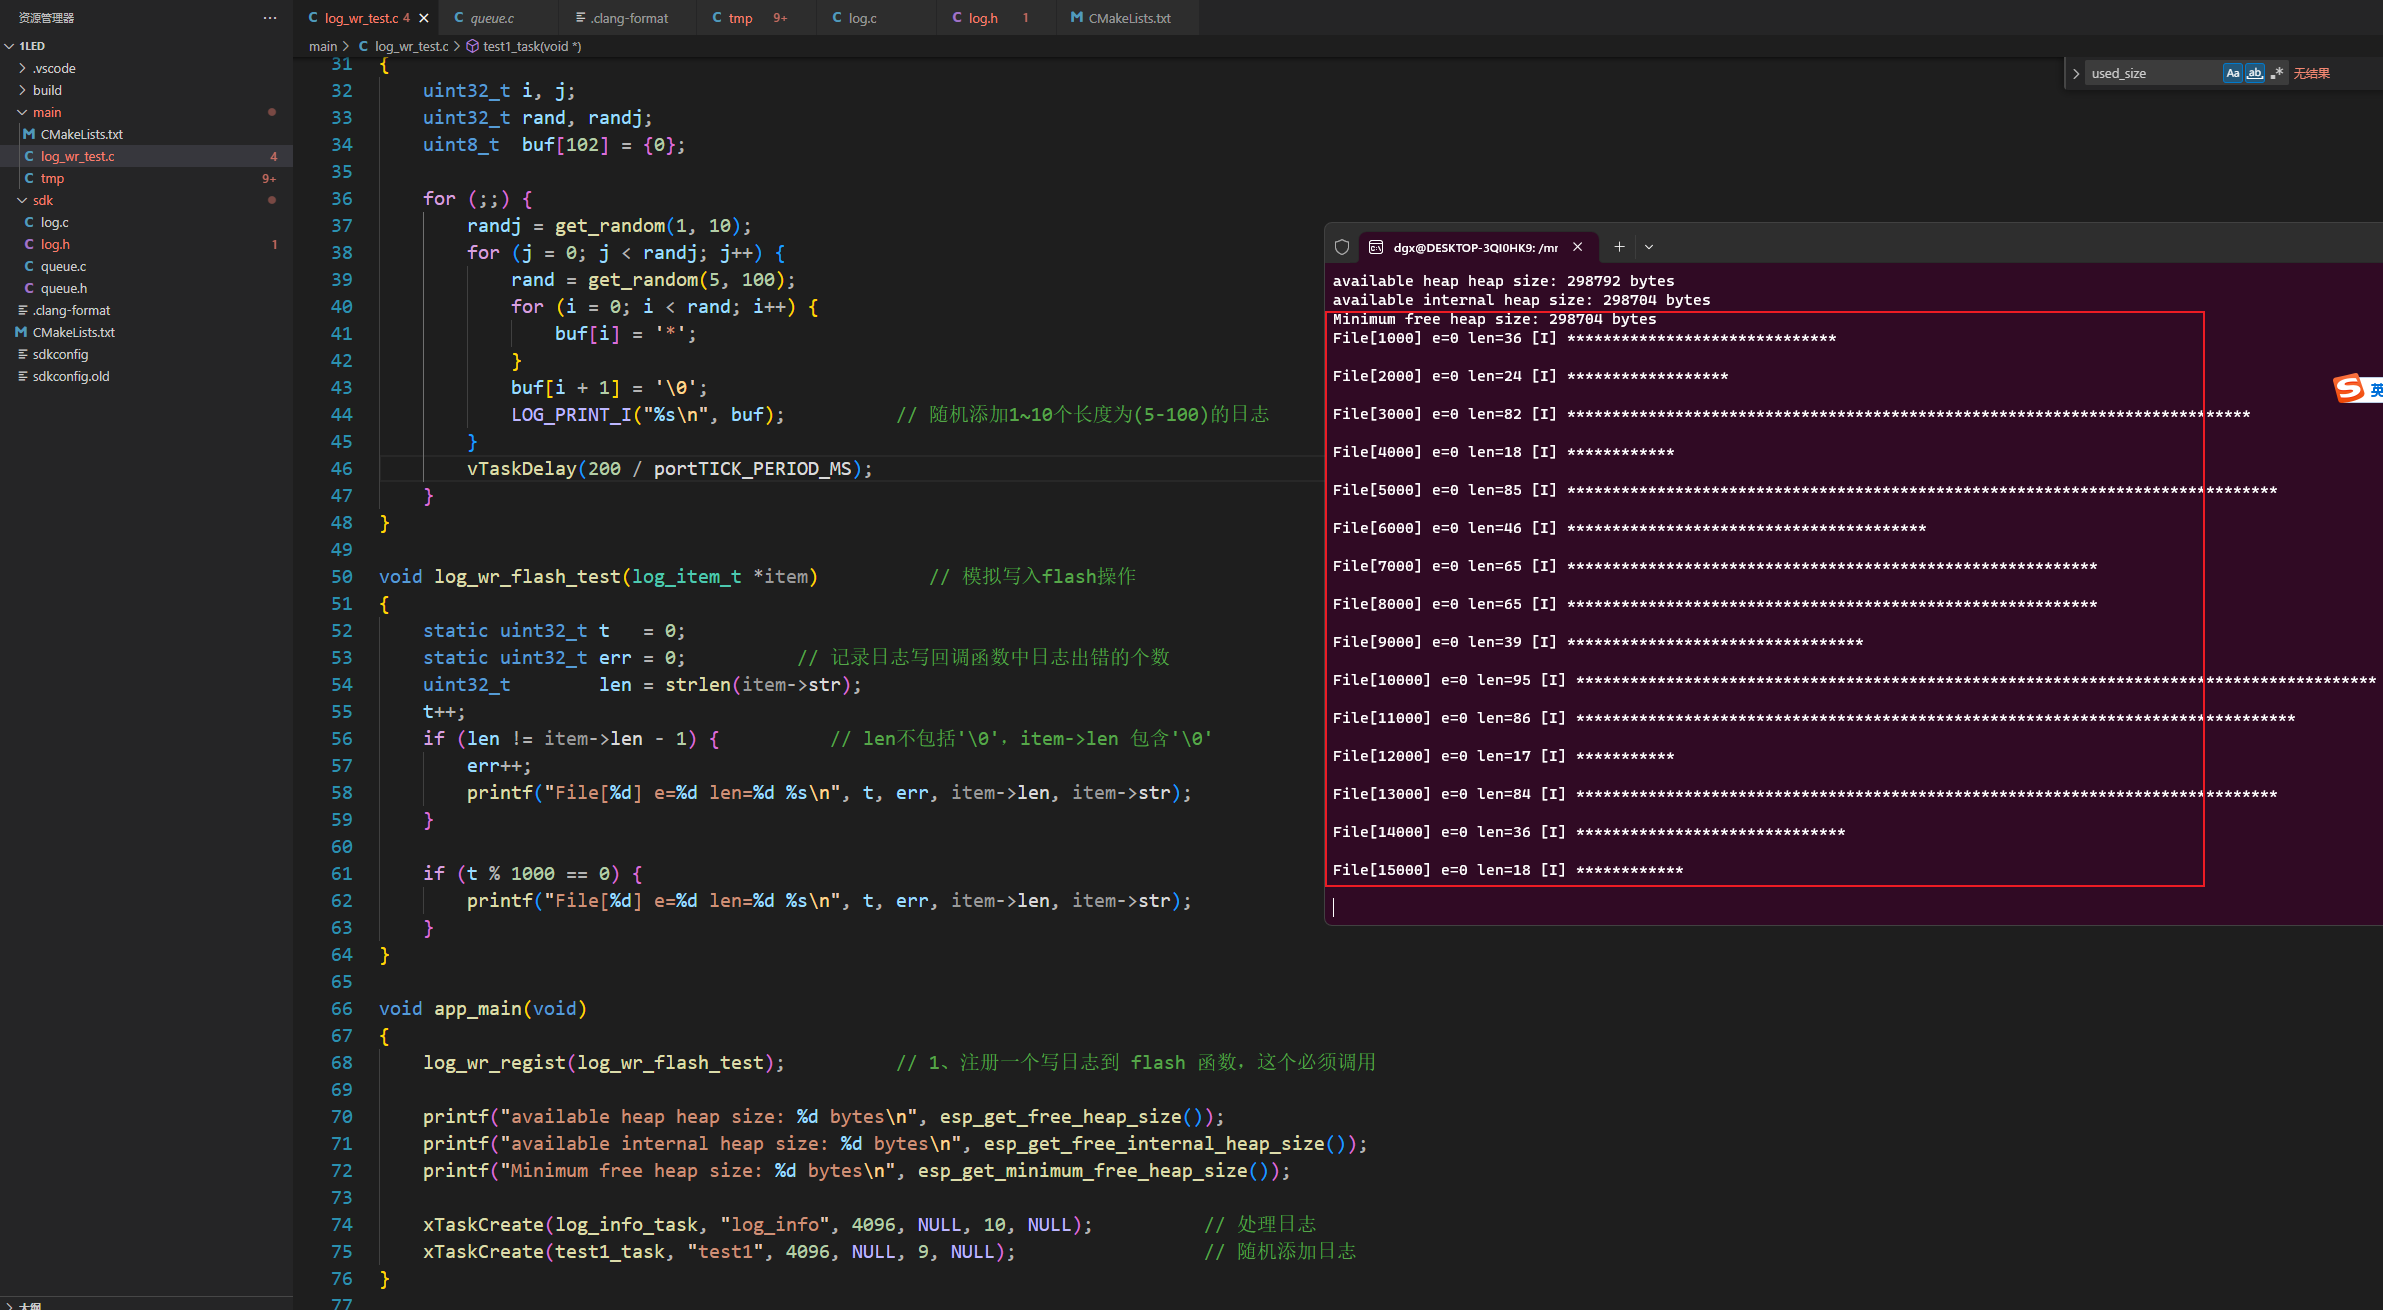 资源管理器 ···
1LED
.vscode
build
main
CMakeLists.txt
log_wr_test.c 4
tmp 9+
sdk
log.c
log.h 1
queue.c
queue.h
.clang-format
CMakeLists.txt
sdkconfig
sdkconfig.old
大纲
log_wr_test.c 4 queue.c .clang-format tmp 9+ log.c log.h 1 CMakeLists.txt
main > log_wr_test.c > test1_task(void *)
used_size Aa ab .* 无结果
31 {
32 uint32_t i, j;
33 uint32_t rand, randj;
34 uint8_t buf[102] = {0};
35
36 for (;;) {
37 randj = get_random(1, 10);
38 for (j = 0; j < randj; j++) {
39 rand = get_random(5, 100);
40 for (i = 0; i < rand; i++) {
41 buf[i] = '*';
42 }
43 buf[i + 1] = '\0';
44 LOG_PRINT_I("%s\n", buf); // 随机添加1~10个长度为(5-100)的日志
45 }
46 vTaskDelay(200 / portTICK_PERIOD_MS);
47 }
48 }
49
50 void log_wr_flash_test(log_item_t *item) // 模拟写入flash操作
51 {
52 static uint32_t t = 0;
53 static uint32_t err = 0; // 记录日志写回调函数中日志出错的个数
54 uint32_t len = strlen(item->str);
55 t++;
56 if (len != item->len - 1) { // len不包括'\0'，item->len 包含'\0'
57 err++;
58 printf("File[%d] e=%d len=%d %s\n", t, err, item->len, item->str);
59 }
60
61 if (t % 1000 == 0) {
62 printf("File[%d] e=%d len=%d %s\n", t, err, item->len, item->str);
63 }
64 }
65
66 void app_main(void)
67 {
68 log_wr_regist(log_wr_flash_test); // 1、注册一个写日志到 flash 函数，这个必须调用
69
70 printf("available heap heap size: %d bytes\n", esp_get_free_heap_size());
71 printf("available internal heap size: %d bytes\n", esp_get_free_internal_heap_size());
72 printf("Minimum free heap size: %d bytes\n", esp_get_minimum_free_heap_size());
73
74 xTaskCreate(log_info_task, "log_info", 4096, NULL, 10, NULL); // 处理日志
75 xTaskCreate(test1_task, "test1", 4096, NULL, 9, NULL); // 随机添加日志
76 }
77
dgx@DESKTOP-3QI0HK9: /mr
available heap heap size: 298792 bytes
available internal heap size: 298704 bytes
Minimum free heap size: 298704 bytes
File[1000] e=0 len=36 [I] ******************************
File[2000] e=0 len=24 [I] ******************
File[3000] e=0 len=82 [I] ****************************************************************************
File[4000] e=0 len=18 [I] ************
File[5000] e=0 len=85 [I] *******************************************************************************
File[6000] e=0 len=46 [I] ****************************************
File[7000] e=0 len=65 [I] ***********************************************************
File[8000] e=0 len=65 [I] ***********************************************************
File[9000] e=0 len=39 [I] *********************************
File[10000] e=0 len=95 [I] *****************************************************************************************
File[11000] e=0 len=86 [I] ********************************************************************************
File[12000] e=0 len=17 [I] ***********
File[13000] e=0 len=84 [I] ******************************************************************************
File[14000] e=0 len=36 [I] ******************************
File[15000] e=0 len=18 [I] ************
S 英